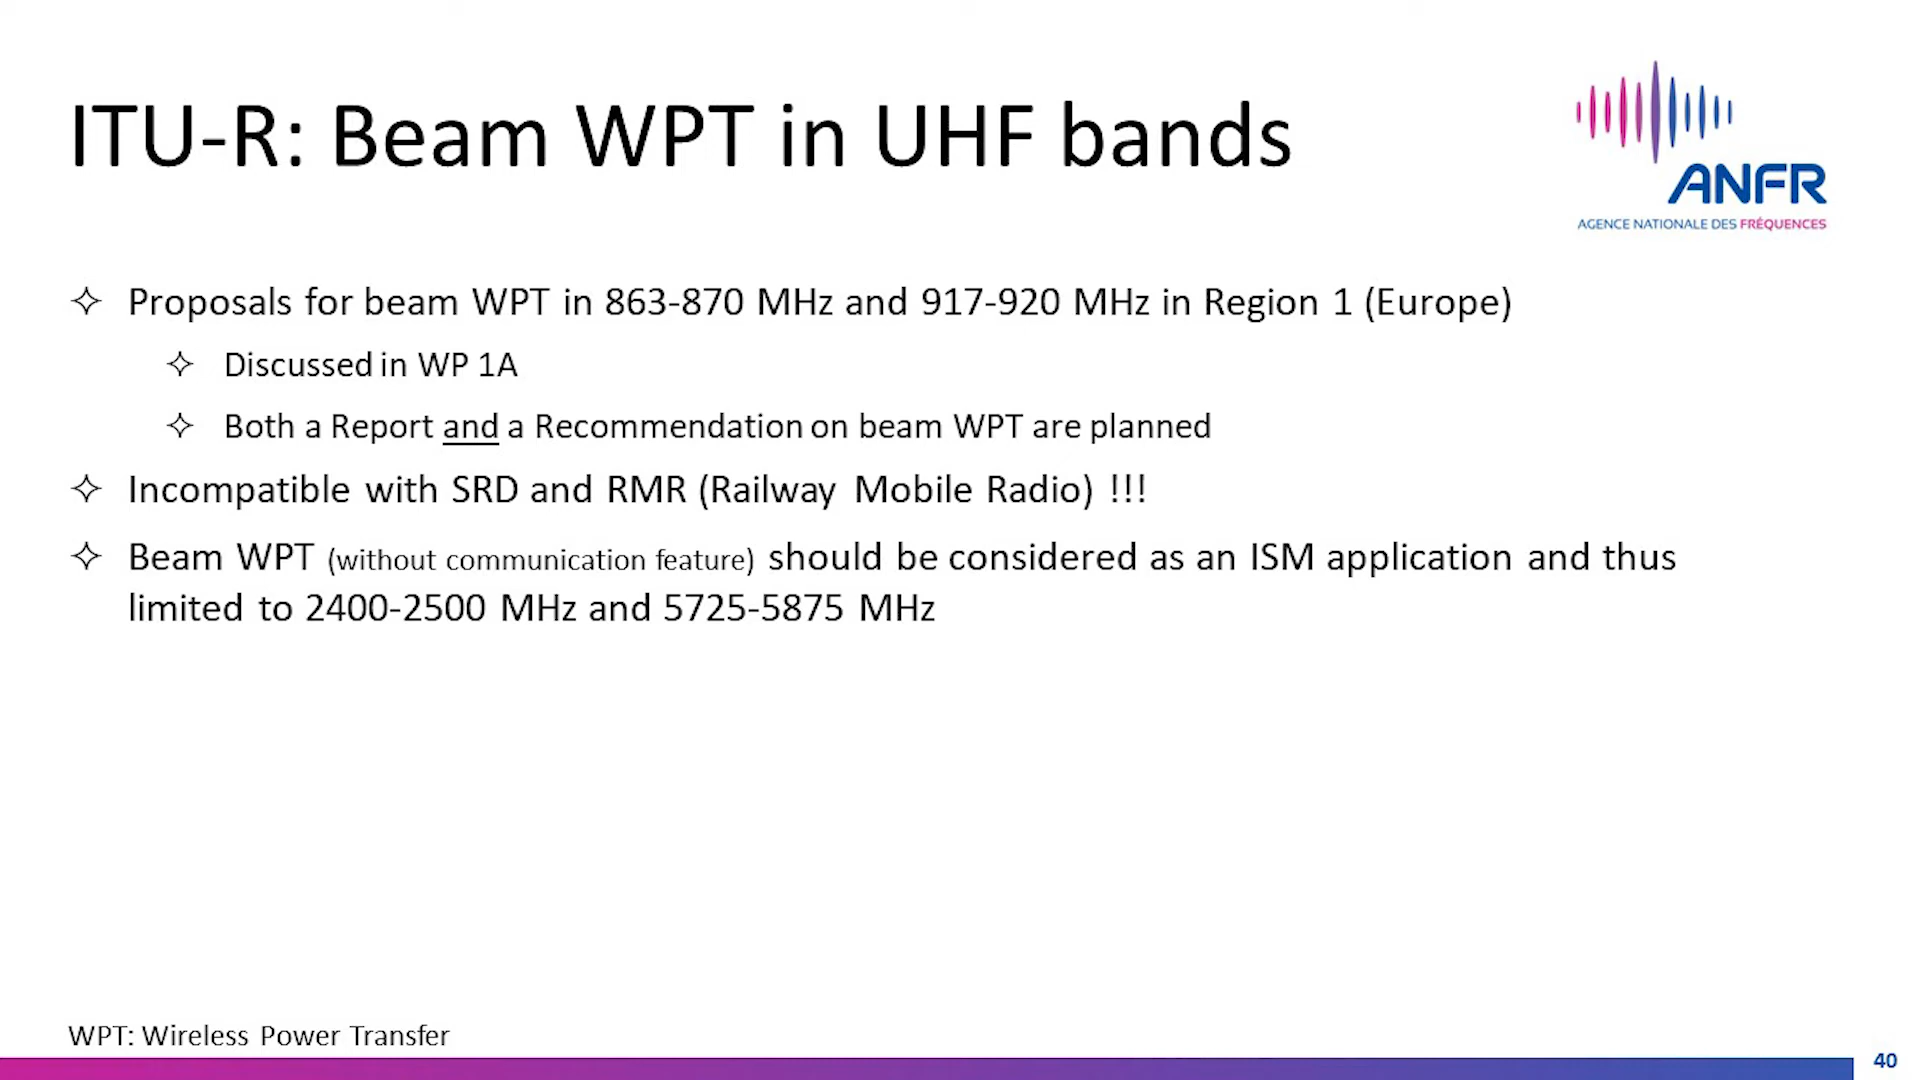 ITU-R: Beam WPT in UHF bands
ANFR
AGENCE NATIONALE DES FRÉQUENCES
Proposals for beam WPT in 863-870 MHz and 917-920 MHz in Region 1 (Europe)
Discussed in WP 1A
Both a Report and a Recommendation on beam WPT are planned
Incompatible with SRD and RMR (Railway Mobile Radio) !!!
Beam WPT (without communication feature) should be considered as an ISM application and thus
limited to 2400-2500 MHz and 5725-5875 MHz
WPT: Wireless Power Transfer
40